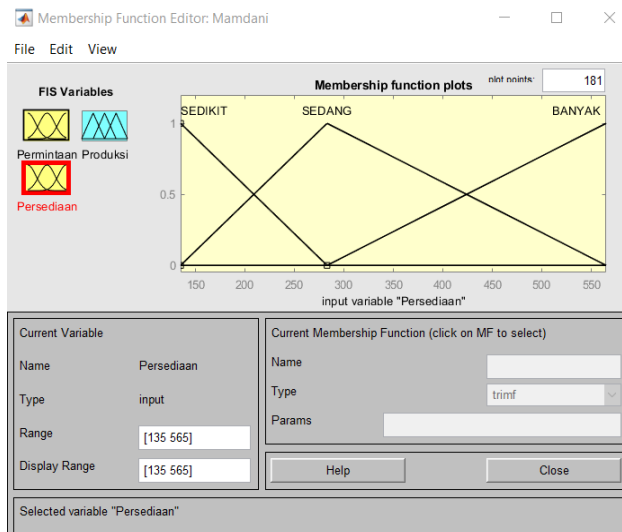 Membership Function Editor: Mamdani
File Edit View
FIS Variables
Permintaan Produksi
Persediaan
Membership function plots
plot points:
181
SEDIKIT SEDANG BANYAK
1
0.5
0
150 200 250 300 350 400 450 500 550
input variable "Persediaan"
Current Variable
Name Persediaan
Type input
Range [135 565]
Display Range [135 565]
Current Membership Function (click on MF to select)
Name
Type trimf
Params
Help Close
Selected variable "Persediaan"